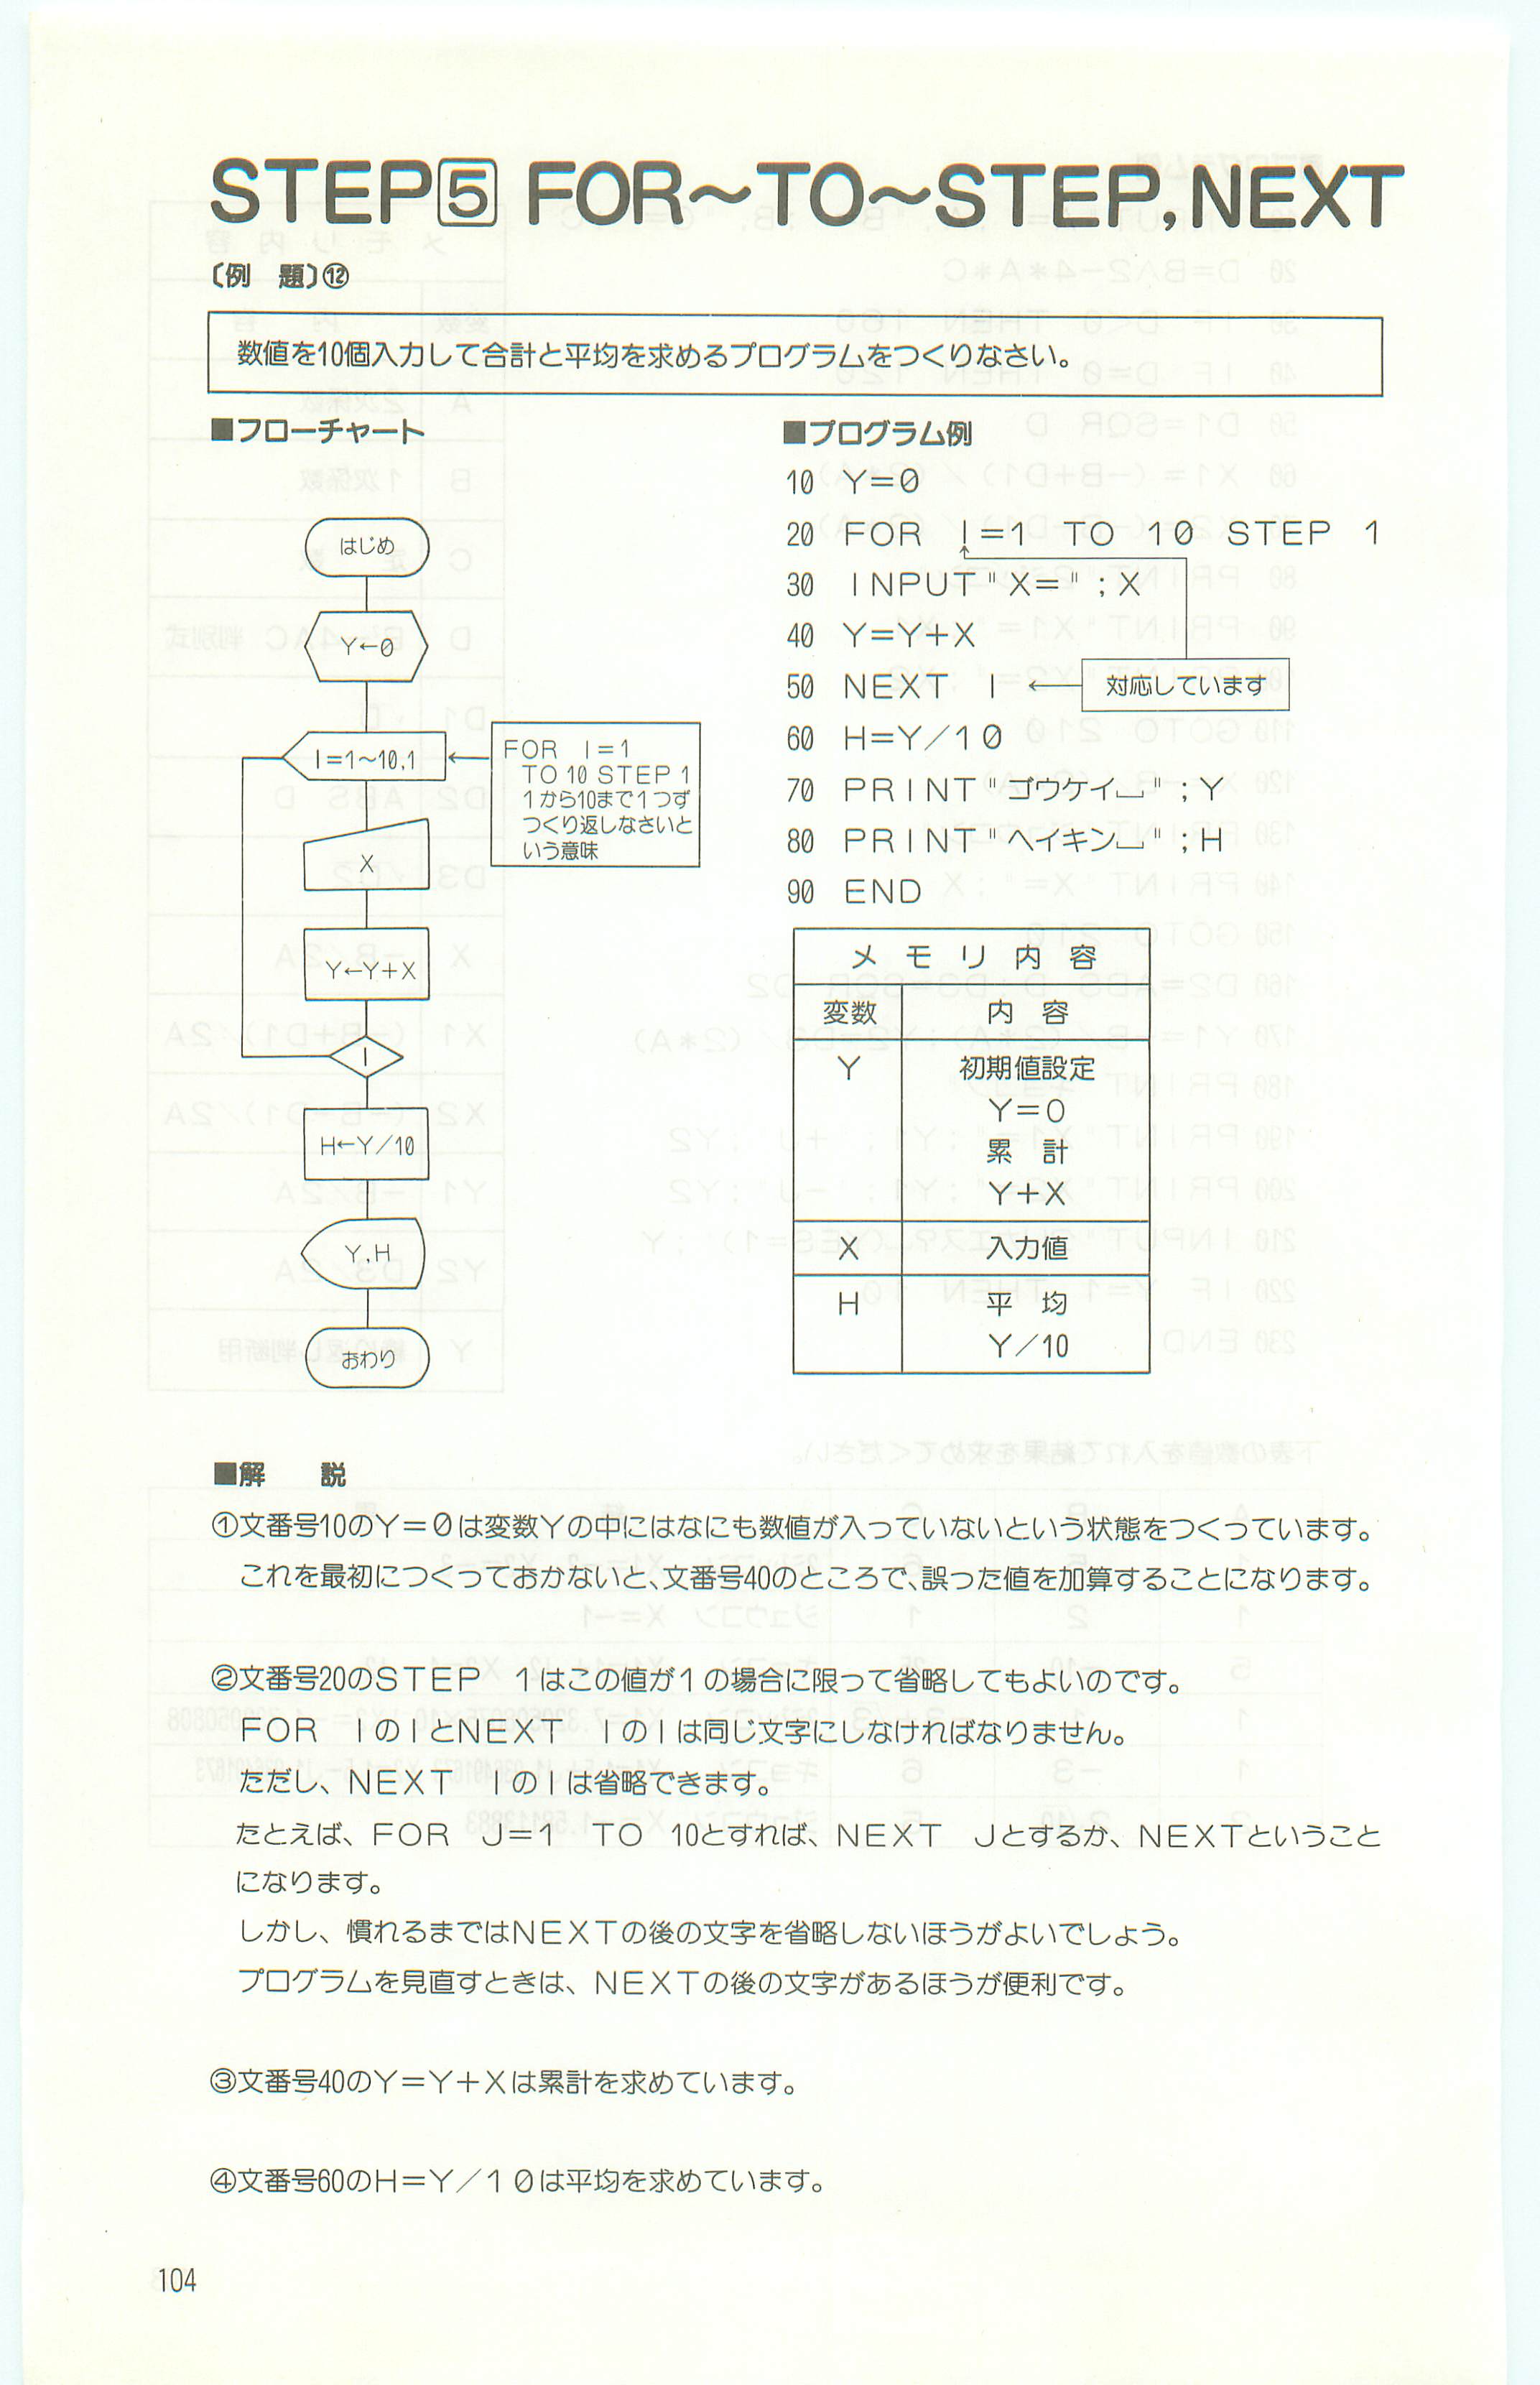 STEP5 FOR～TO～STEP,NEXT
〔例　題〕⑫
数値を10個入力して合計と平均を求めるプログラムをつくりなさい。
■フローチャート
はじめ
Y←0
I=1～10,1
FOR I=1
TO 10 STEP 1
1から10まで1つず
つくり返しなさいと
いう意味
X
Y←Y+X
I
H←Y/10
Y,H
おわり
■プログラム例
10 Y=0
20 FOR I=1 TO 10 STEP 1
30 INPUT"X=";X
40 Y=Y+X
50 NEXT I ← 対応しています
60 H=Y/10
70 PRINT"ゴウケイ⎵";Y
80 PRINT"ヘイキン⎵";H
90 END
メモリ内容
変数 内容
Y 初期値設定
Y=0
累計
Y+X
X 入力値
H 平均
Y/10
■解　説
①文番号10のY=0は変数Yの中にはなにも数値が入っていないという状態をつくっています。
これを最初につくっておかないと、文番号40のところで、誤った値を加算することになります。
②文番号20のSTEP 1はこの値が1の場合に限って省略してもよいのです。
FOR IのIとNEXT IのIは同じ文字にしなければなりません。
ただし、NEXT IのIは省略できます。
たとえば、FOR J=1 TO 10とすれば、NEXT Jとするか、NEXTということ
になります。
しかし、慣れるまではNEXTの後の文字を省略しないほうがよいでしょう。
プログラムを見直すときは、NEXTの後の文字があるほうが便利です。
③文番号40のY=Y+Xは累計を求めています。
④文番号60のH=Y/10は平均を求めています。
104